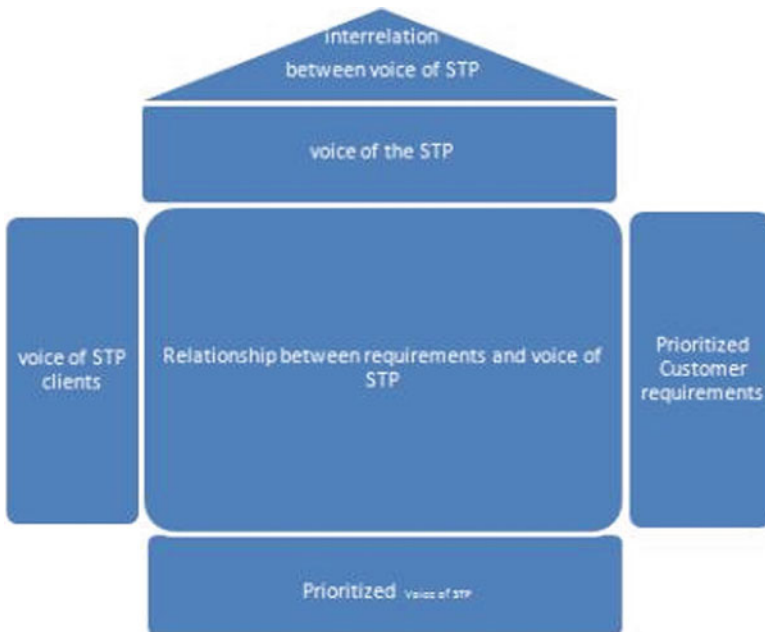 interrelation
between voice of STP
voice of the STP
voice of STP
clients
Relationship between requirements and voice of
STP
Prioritized
Customer
requirements
Prioritized Voice of STP